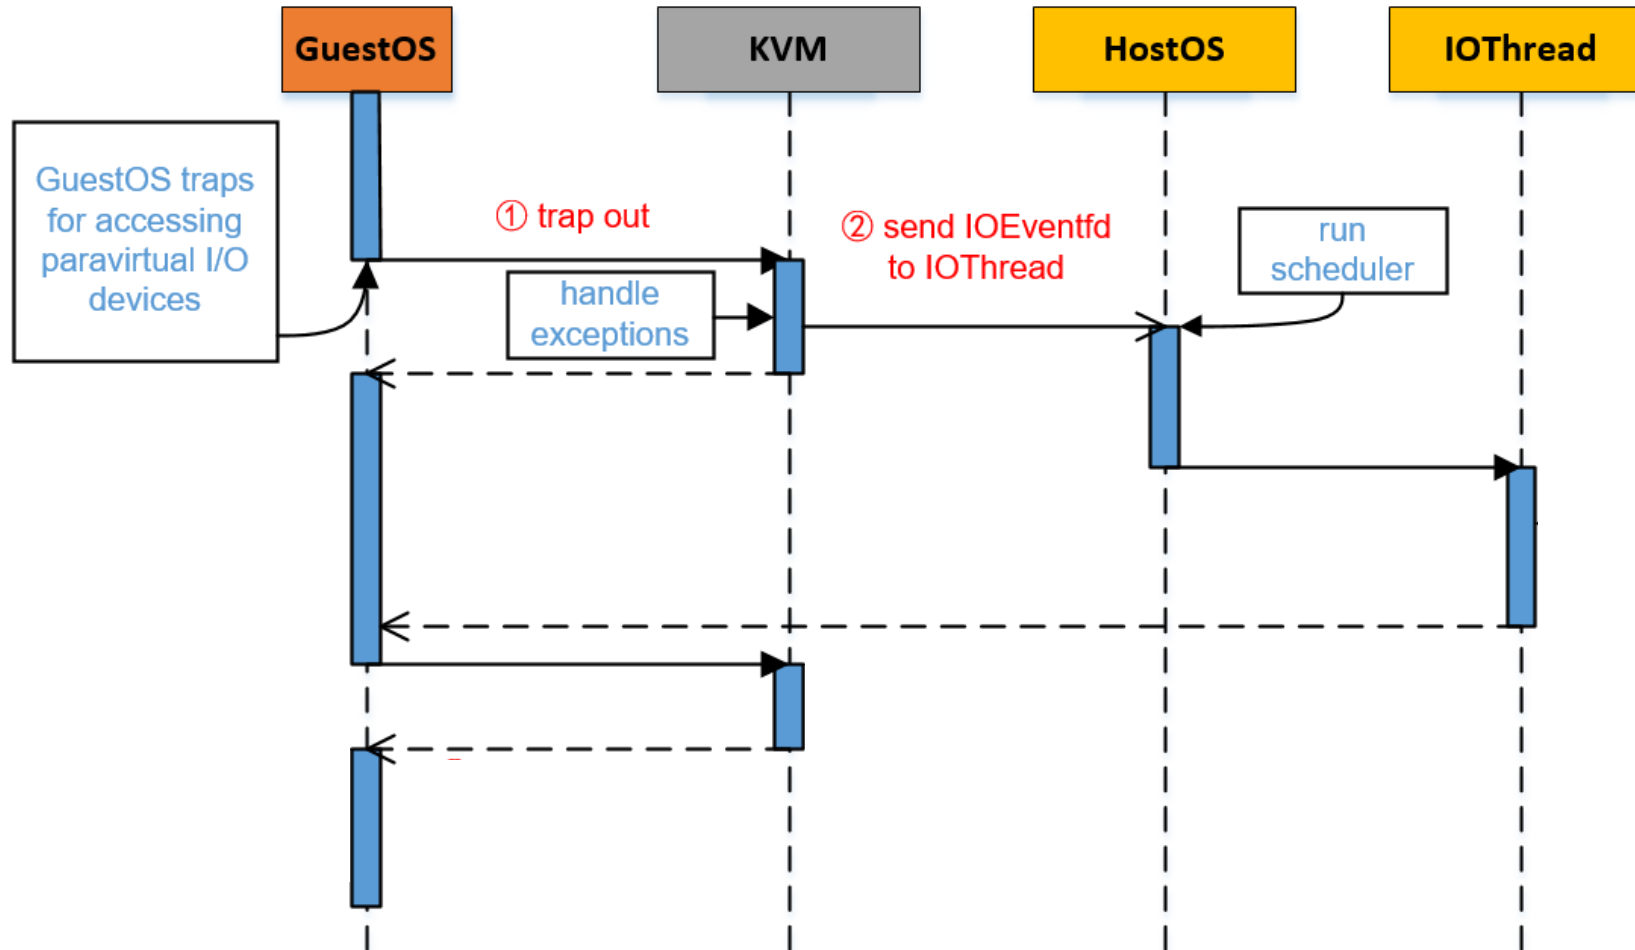 GuestOS
KVM
HostOS
IOThread
GuestOS traps
for accessing
paravirtual I/O
devices
① trap out
② send IOEventfd
to IOThread
run
scheduler
handle
exceptions